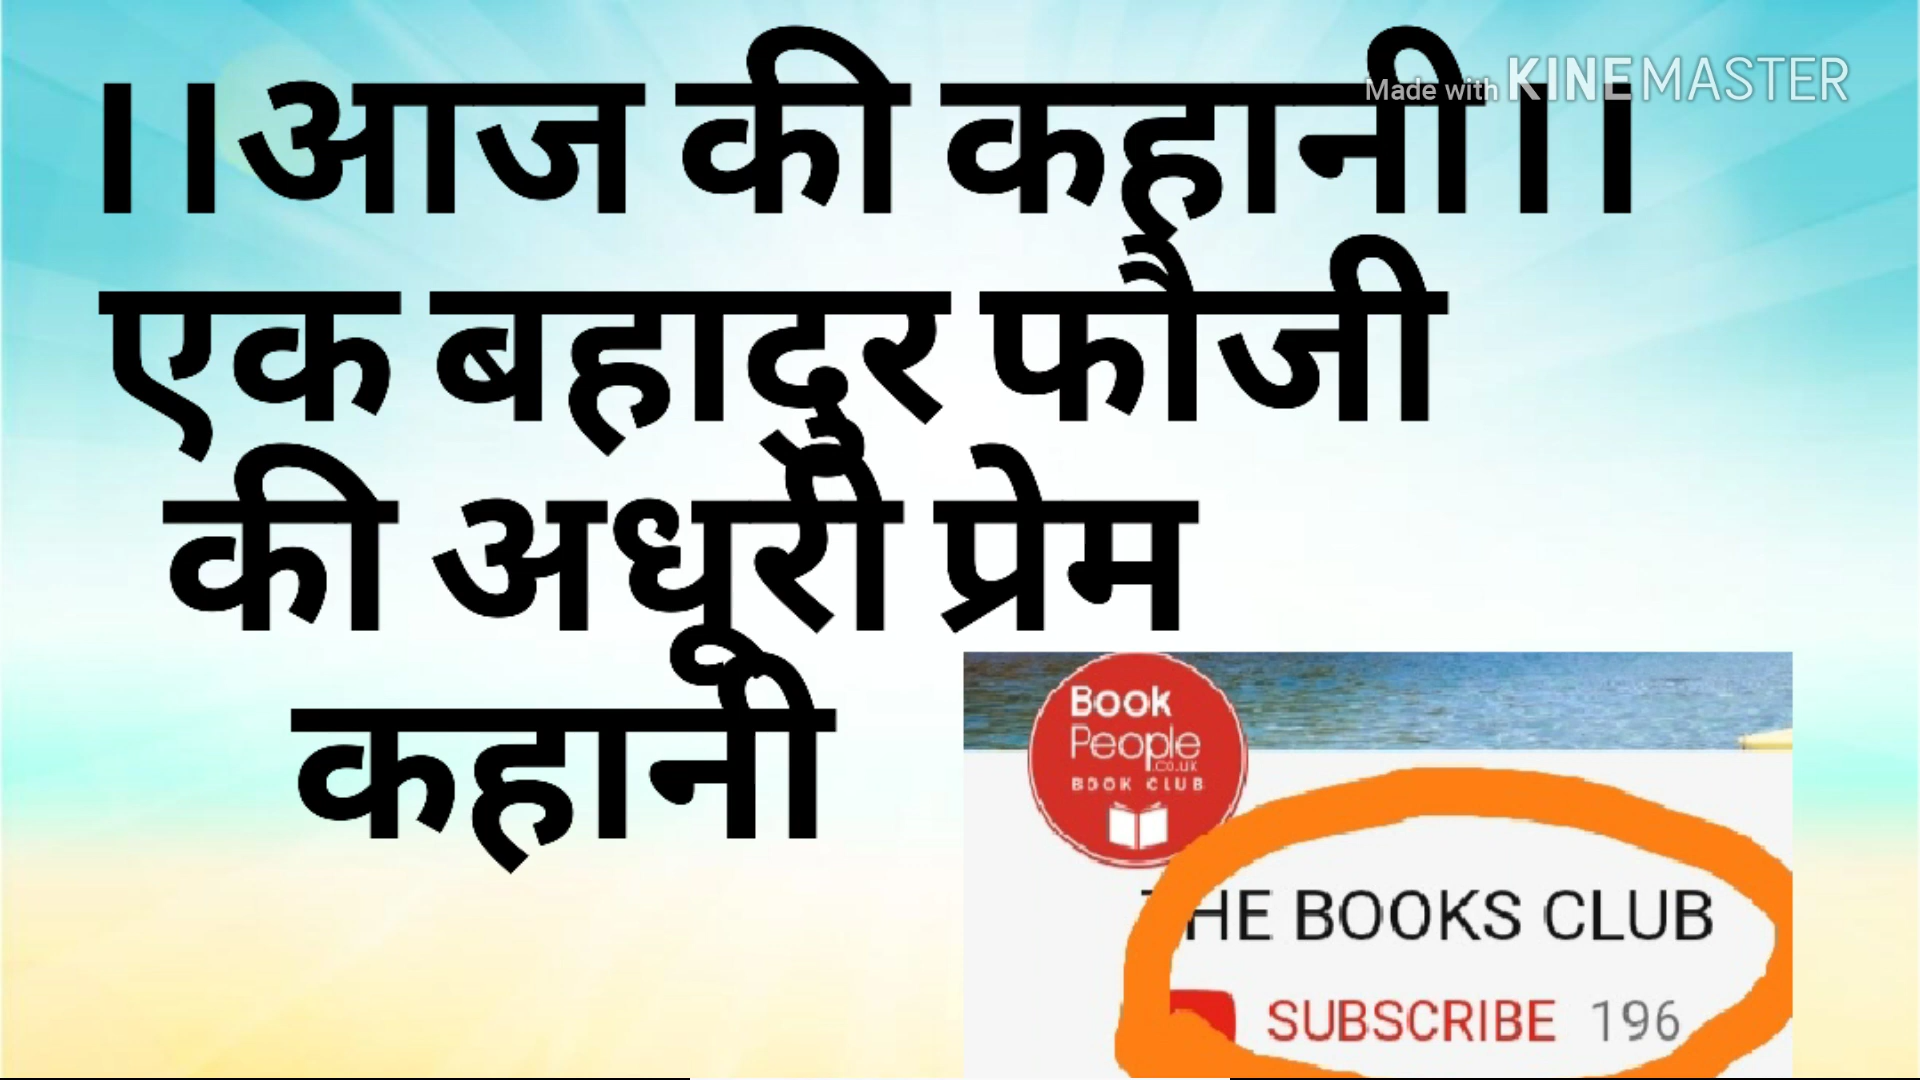 ।।आज की कहानी।।
Made with KINEMASTER
एक बहादुर फौजी
की अधूरी प्रेम
कहानी
Book
People
.CO.UK
BOOK CLUB
THE BOOKS CLUB
SUBSCRIBE 196